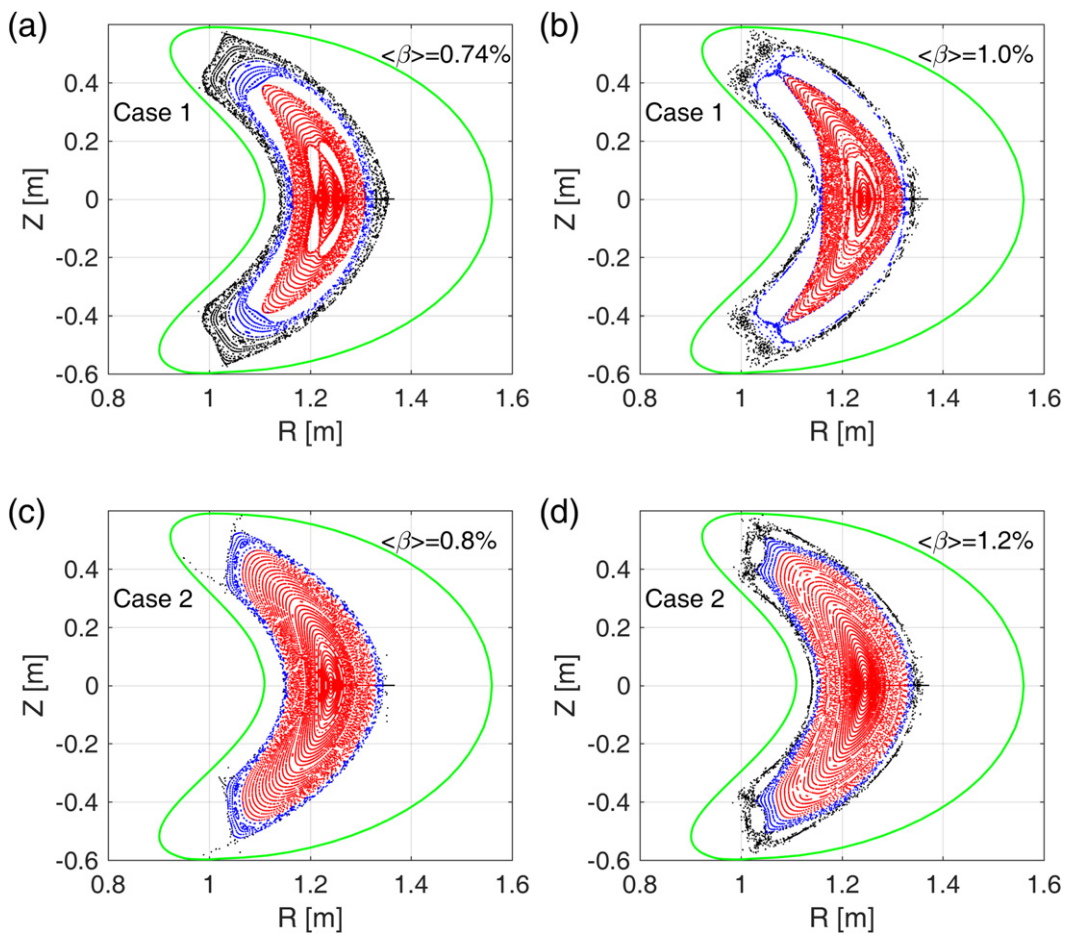 (a)
<β>=0.74%
Case 1
Z [m]
0.4
0.2
0
-0.2
-0.4
-0.6
0.8
1
1.2
1.4
1.6
R [m]
(b)
<β>=1.0%
Case 1
Z [m]
0.4
0.2
0
-0.2
-0.4
-0.6
0.8
1
1.2
1.4
1.6
R [m]
(c)
<β>=0.8%
Case 2
Z [m]
0.4
0.2
0
-0.2
-0.4
-0.6
0.8
1
1.2
1.4
1.6
R [m]
(d)
<β>=1.2%
Case 2
Z [m]
0.4
0.2
0
-0.2
-0.4
-0.6
0.8
1
1.2
1.4
1.6
R [m]